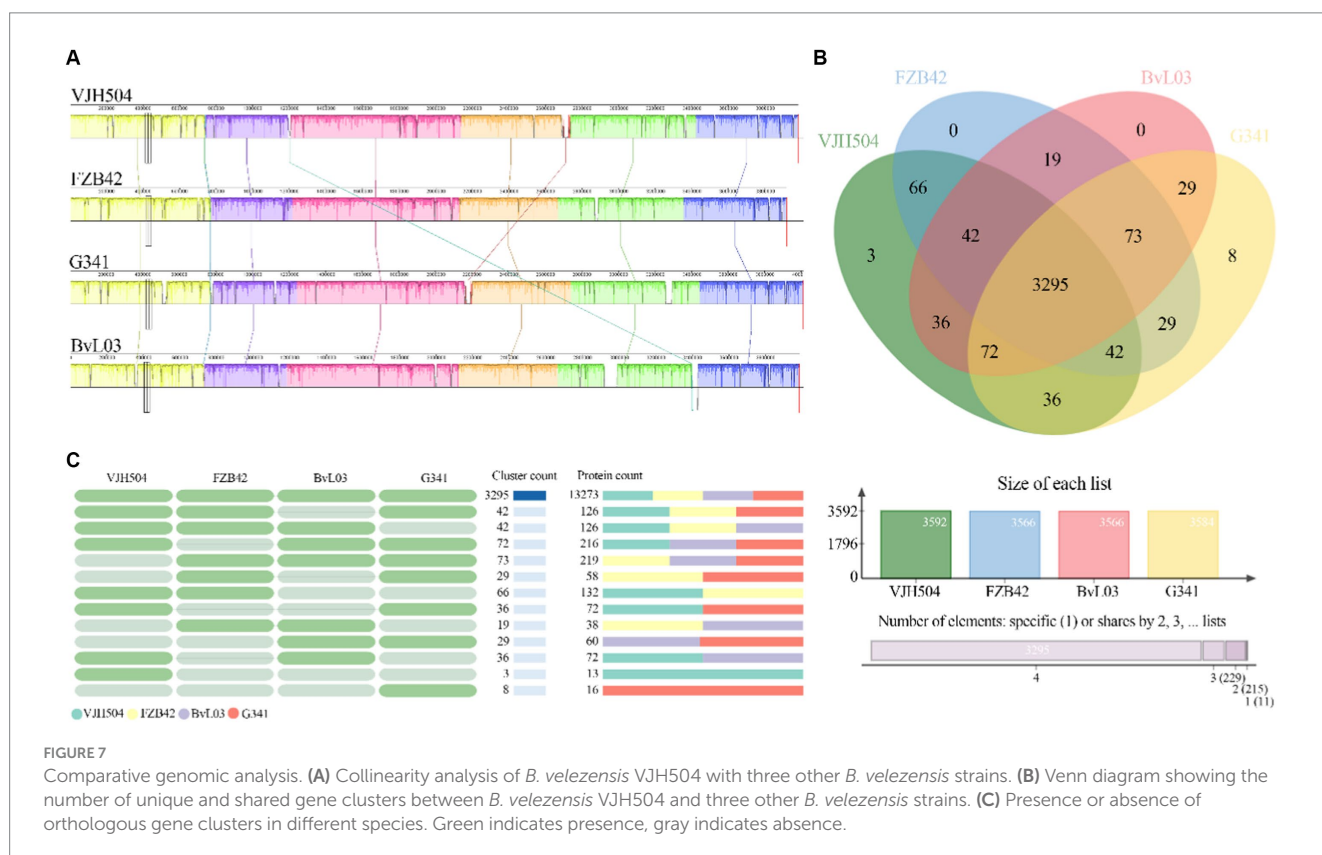 A
VJH504
FZB42
G341
BvL03
B
FZB42
BvL03
VJH504
G341
0
0
19
66
29
42
73
3
8
3295
36
29
72
42
36
C
VJH504 FZB42 BvL03 G341 Cluster count Protein count
3295 13273
42 126
42 126
72 216
73 219
29 58
66 132
36 72
19 38
29 60
36 72
3 13
8 16
VJH504 FZB42 BvL03 G341
Size of each list
3592
1796
0
3592 3566 3566 3584
VJH504 FZB42 BvL03 G341
Number of elements: specific (1) or shares by 2, 3, ... lists
3295
4
3 (229)
2 (215)
1 (11)
FIGURE 7
Comparative genomic analysis. (A) Collinearity analysis of B. velezensis VJH504 with three other B. velezensis strains. (B) Venn diagram showing the
number of unique and shared gene clusters between B. velezensis VJH504 and three other B. velezensis strains. (C) Presence or absence of
orthologous gene clusters in different species. Green indicates presence, gray indicates absence.